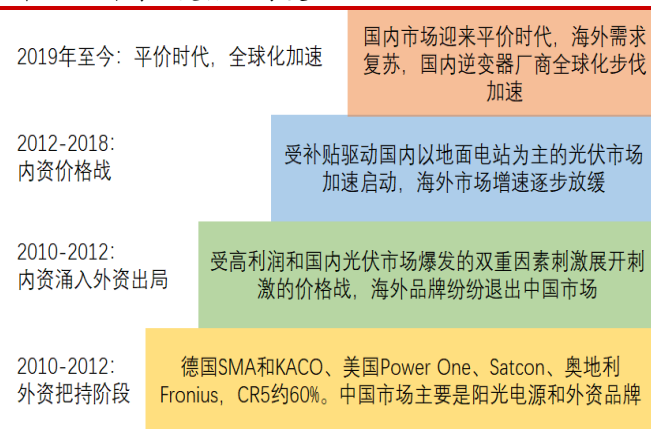 2019年至今：平价时代，全球化加速
国内市场迎来平价时代，海外需求
复苏，国内逆变器厂商全球化步伐
加速
2012-2018：
内资价格战
受补贴驱动国内以地面电站为主的光伏市场
加速启动，海外市场增速逐步放缓
2010-2012：
内资涌入外资出局
受高利润和国内光伏市场爆发的双重因素刺激展开刺
激的价格战，海外品牌纷纷退出中国市场
2010-2012：
外资把持阶段
德国SMA和KACO、美国Power One、Satcon、奥地利
Fronius，CR5约60%。中国市场主要是阳光电源和外资品牌